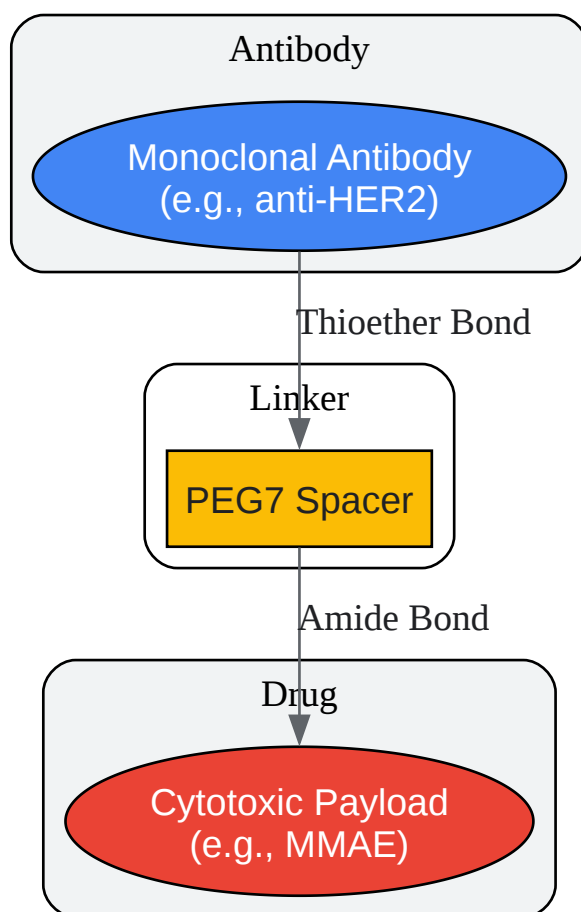 Antibody
Monoclonal Antibody
(e.g., anti-HER2)
Thioether Bond
Linker
PEG7 Spacer
Amide Bond
Drug
Cytotoxic Payload
(e.g., MMAE)